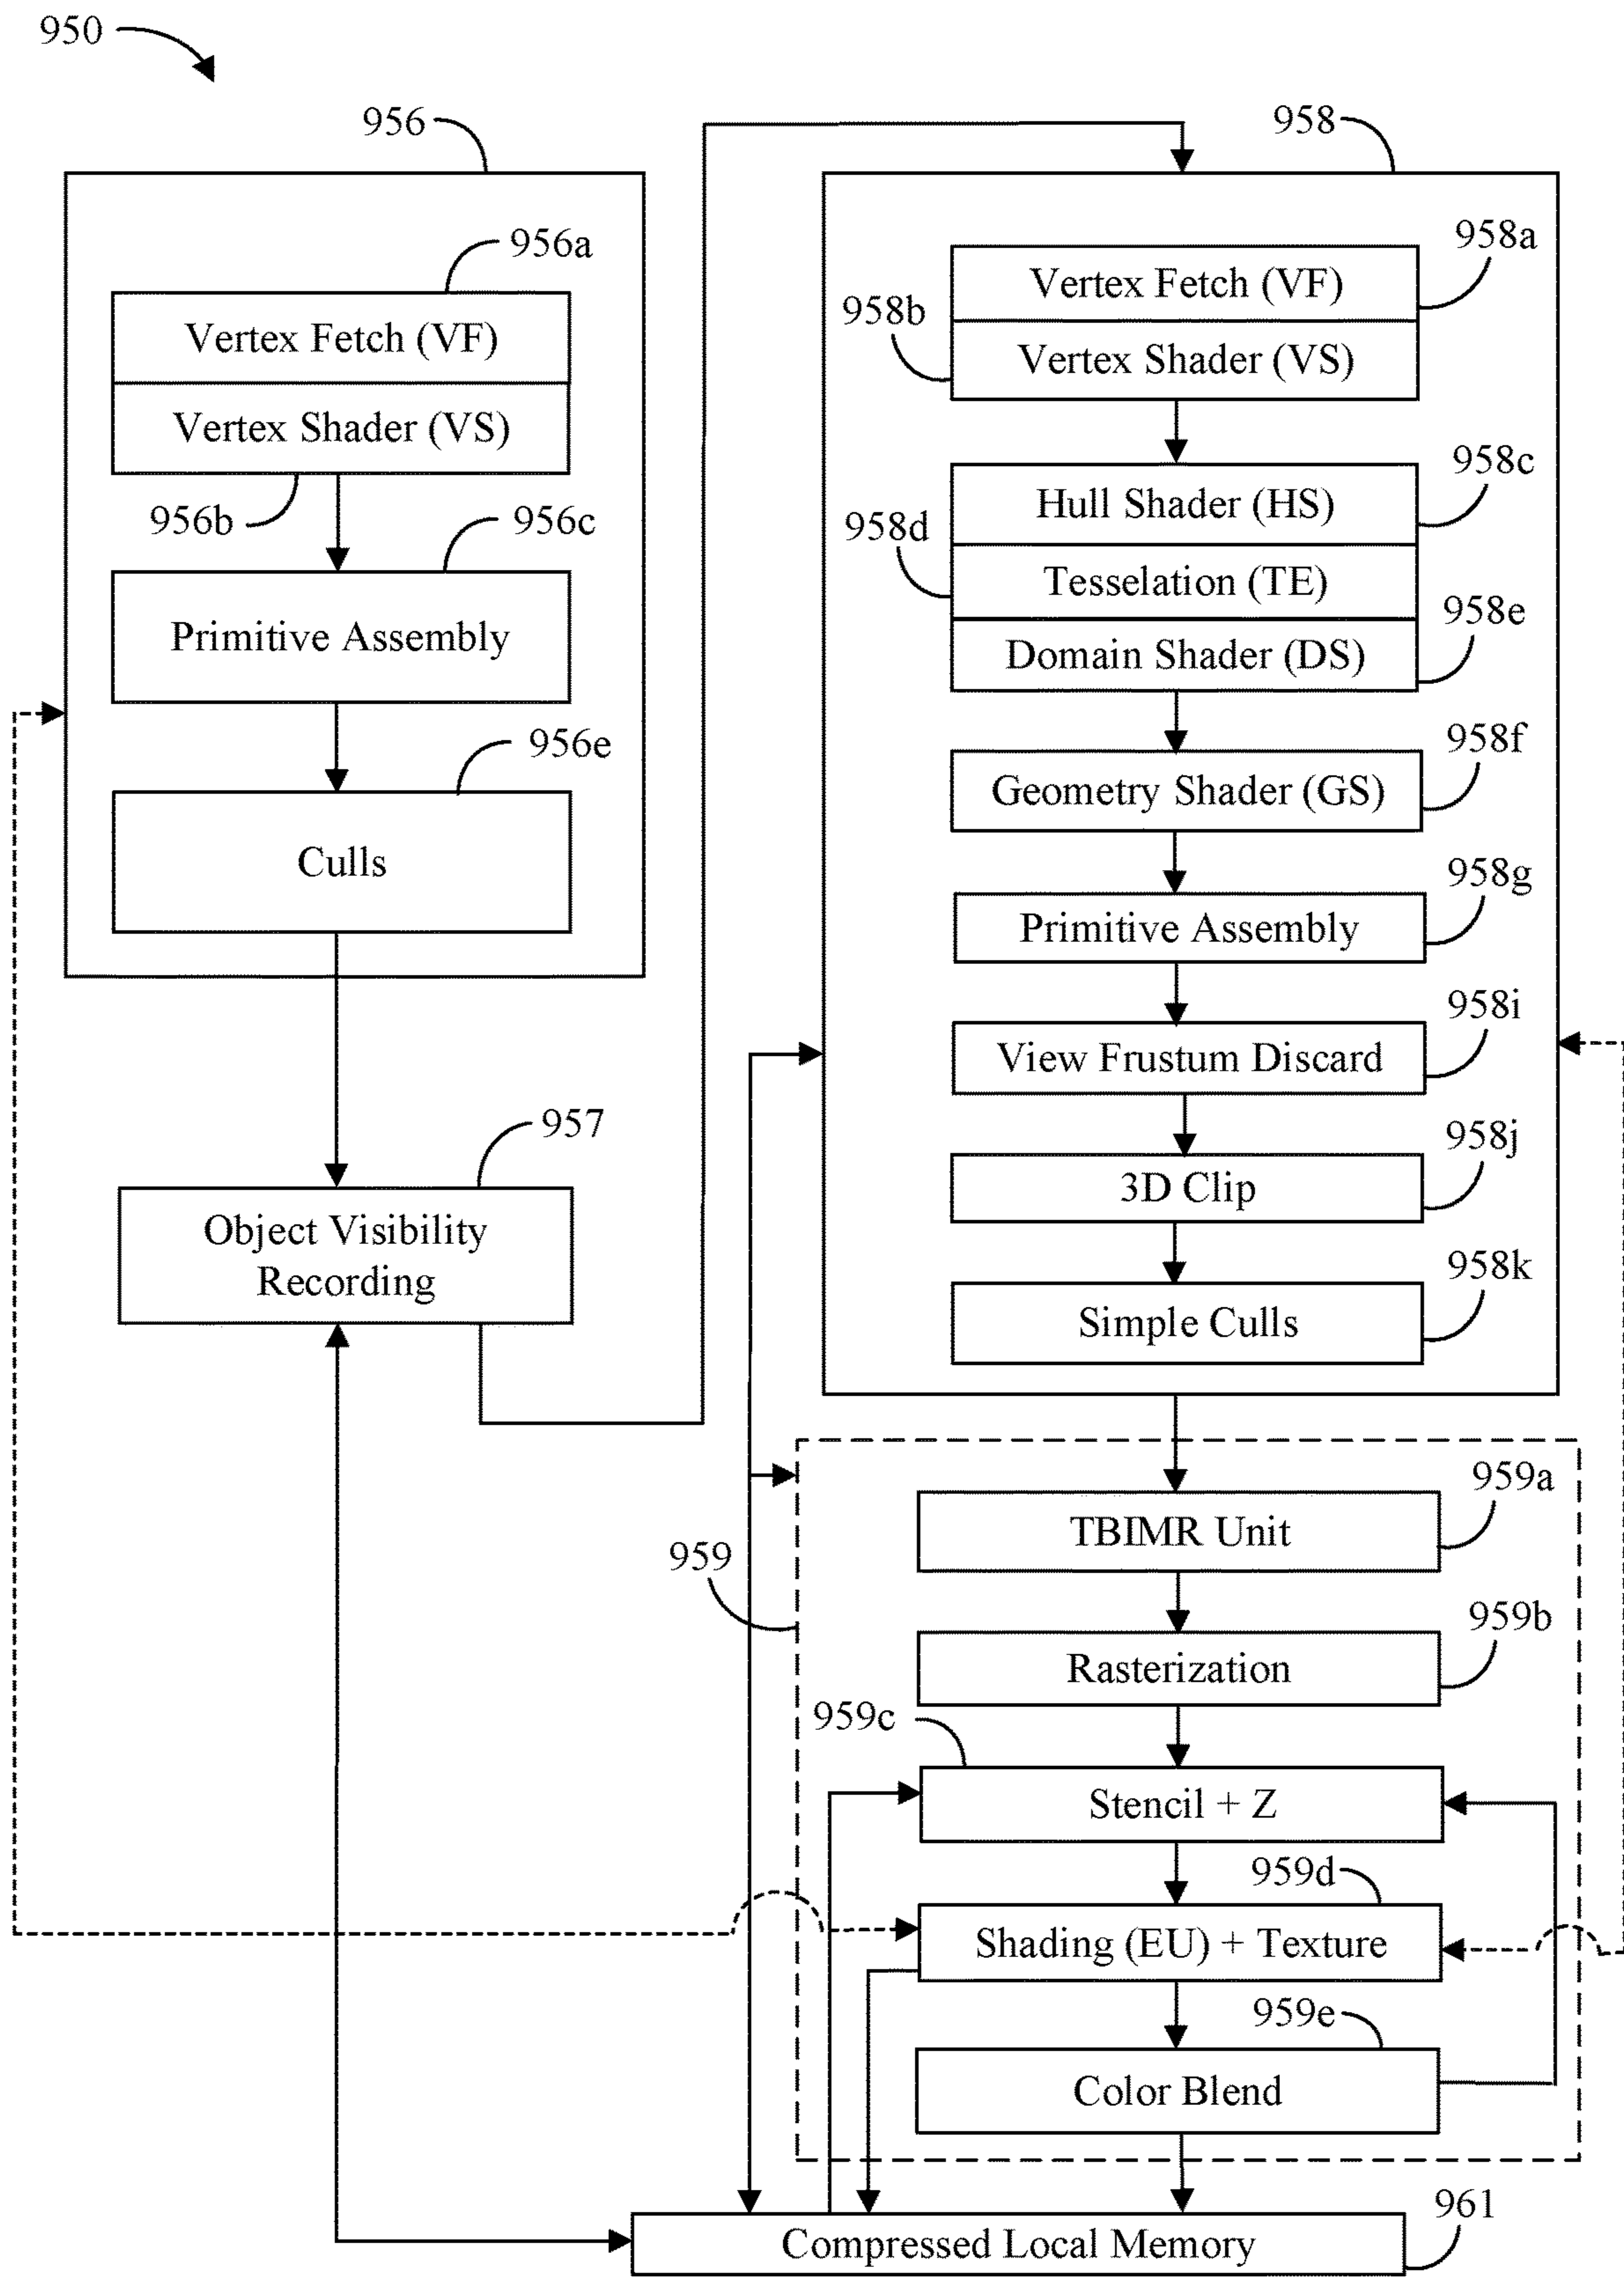 950
956
956a
Vertex Fetch (VF)
Vertex Shader (VS)
956b
956c
Primitive Assembly
956e
Culls
957
Object Visibility
Recording
958
958a
Vertex Fetch (VF)
958b
Vertex Shader (VS)
958c
Hull Shader (HS)
958d
Tesselation (TE)
958e
Domain Shader (DS)
958f
Geometry Shader (GS)
958g
Primitive Assembly
958i
View Frustum Discard
958j
3D Clip
958k
Simple Culls
959
959a
TBIMR Unit
959b
Rasterization
959c
Stencil + Z
959d
Shading (EU) + Texture
959e
Color Blend
961
Compressed Local Memory